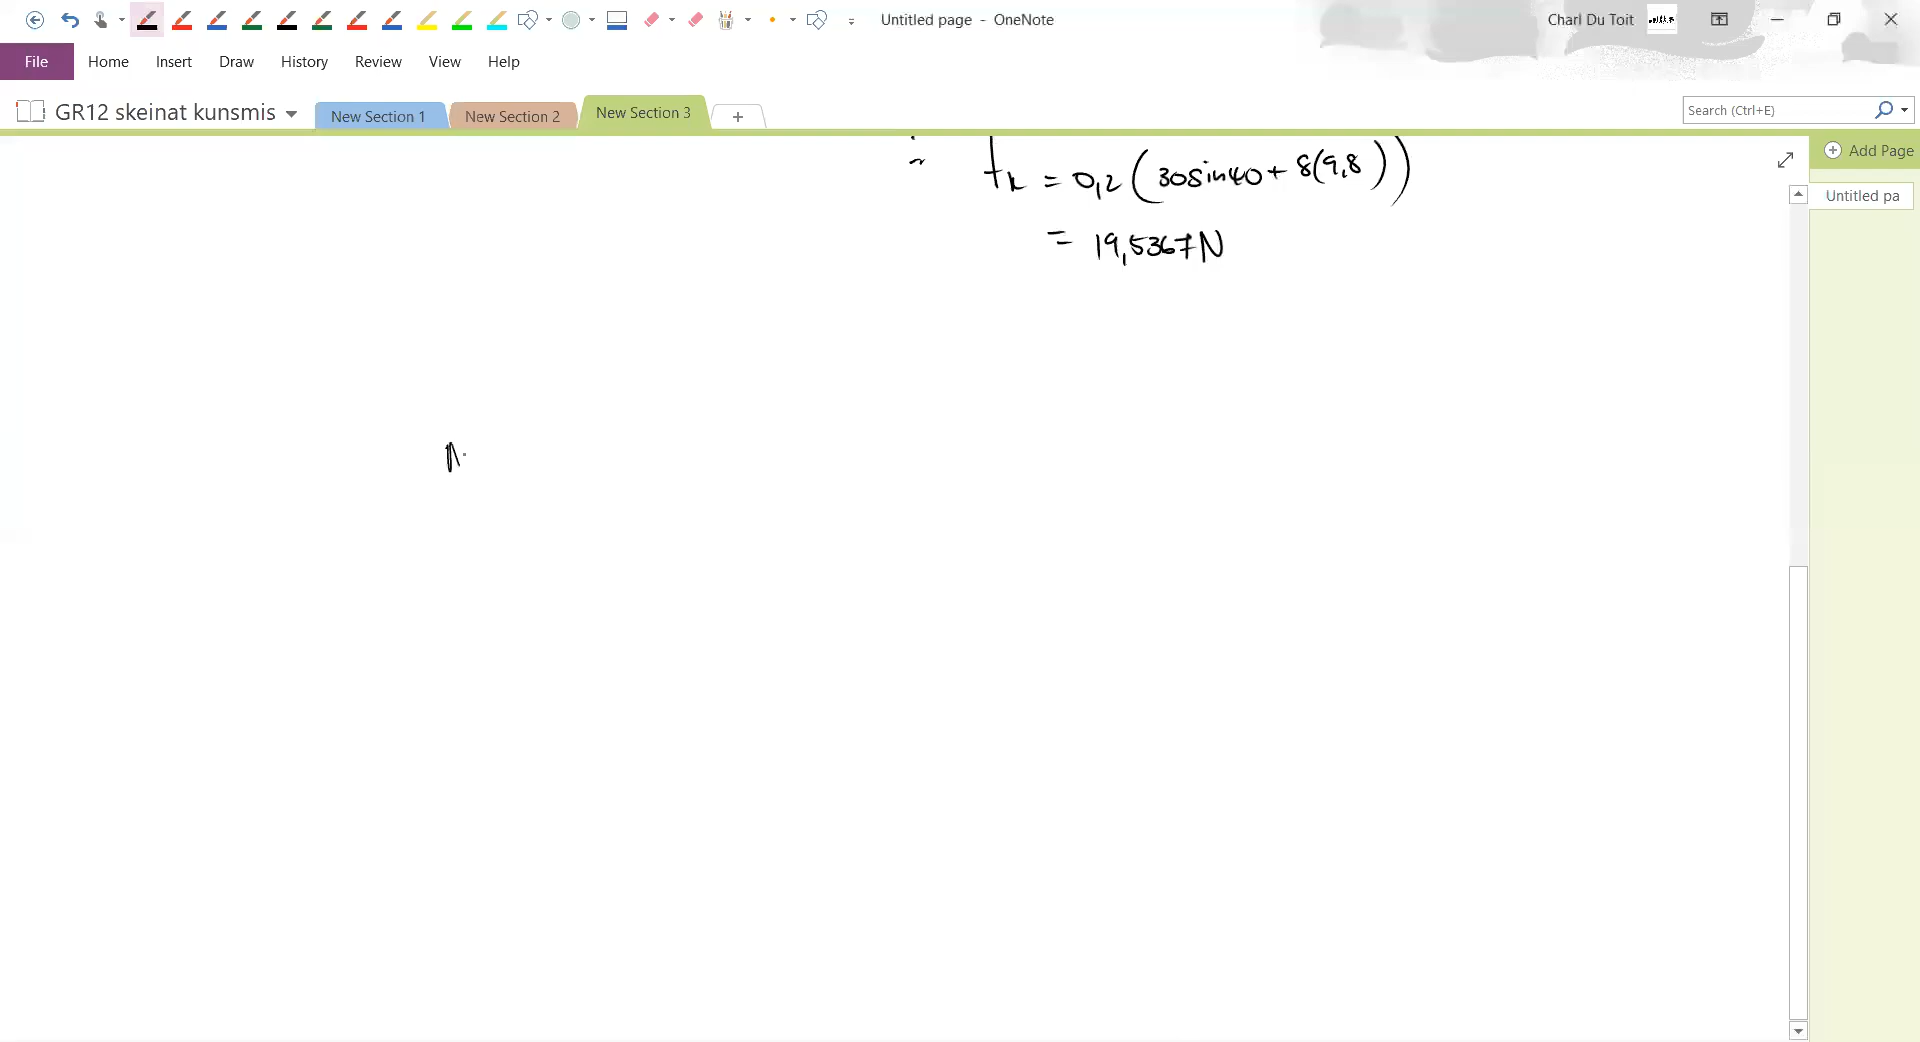 Untitled page - OneNote
Charl Du Toit
File Home Insert Draw History Review View Help
GR12 skeinat kunsmis
New Section 1 New Section 2 New Section 3 +
Search (Ctrl+E)
Add Page
Untitled pa
fk = 0,2 (30sin40 + 8(9,8))
= 19,5367N